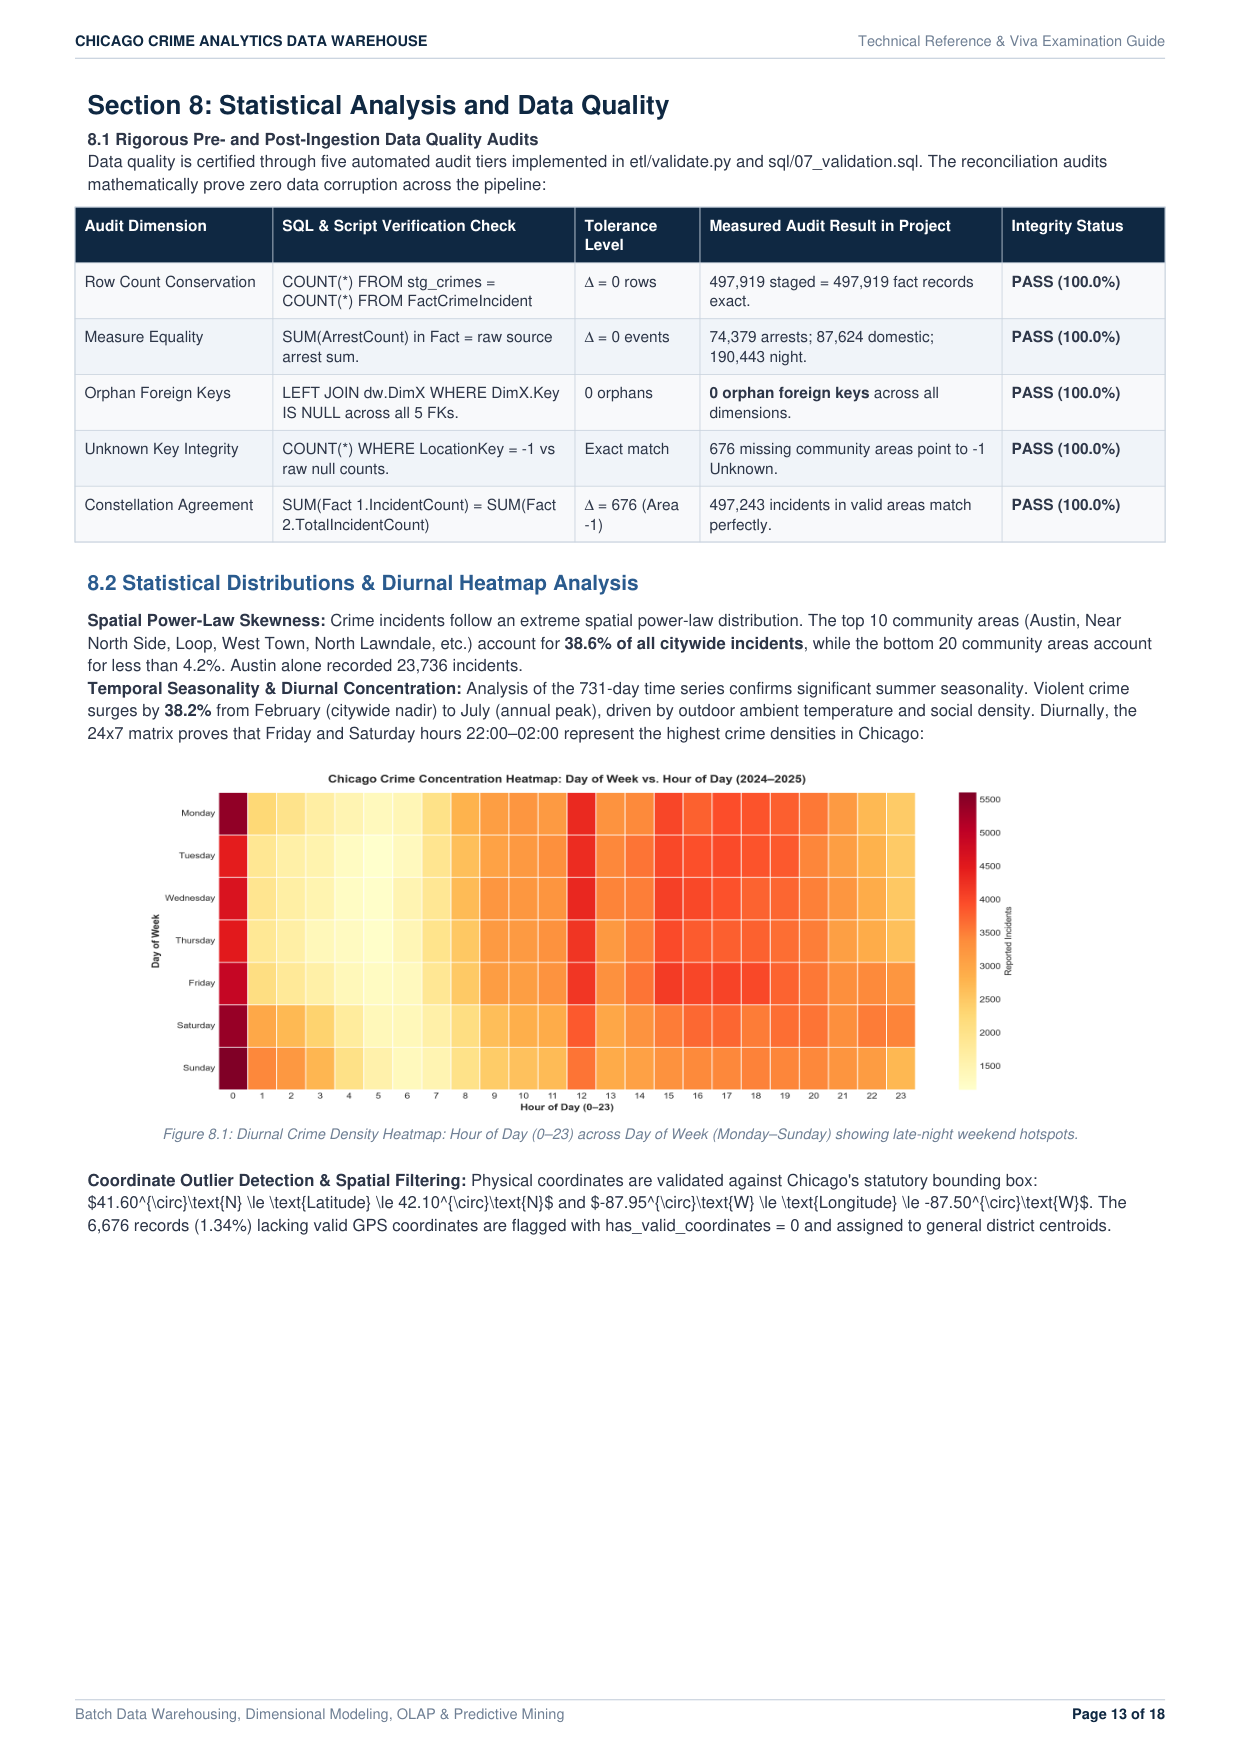 CHICAGO CRIME ANALYTICS DATA WAREHOUSE
Technical Reference & Viva Examination Guide
Section 8: Statistical Analysis and Data Quality
8.1 Rigorous Pre- and Post-Ingestion Data Quality Audits
Data quality is certified through five automated audit tiers implemented in etl/validate.py and sql/07_validation.sql. The reconciliation audits
mathematically prove zero data corruption across the pipeline:
Audit Dimension
SQL & Script Verification Check
Tolerance
Level
Measured Audit Result in Project
Integrity Status
Row Count Conservation
COUNT(*) FROM stg_crimes =
COUNT(*) FROM FactCrimeIncident
Δ = 0 rows
497,919 staged = 497,919 fact records
exact.
PASS (100.0%)
Measure Equality
SUM(ArrestCount) in Fact = raw source
arrest sum.
Δ = 0 events
74,379 arrests; 87,624 domestic;
190,443 night.
PASS (100.0%)
Orphan Foreign Keys
LEFT JOIN dw.DimX WHERE DimX.Key
IS NULL across all 5 FKs.
0 orphans
0 orphan foreign keys across all
dimensions.
PASS (100.0%)
Unknown Key Integrity
COUNT(*) WHERE LocationKey = -1 vs
raw null counts.
Exact match
676 missing community areas point to -1
Unknown.
PASS (100.0%)
Constellation Agreement
SUM(Fact 1.IncidentCount) = SUM(Fact
2.TotalIncidentCount)
Δ = 676 (Area
-1)
497,243 incidents in valid areas match
perfectly.
PASS (100.0%)
8.2 Statistical Distributions & Diurnal Heatmap Analysis
Spatial Power-Law Skewness: Crime incidents follow an extreme spatial power-law distribution. The top 10 community areas (Austin, Near
North Side, Loop, West Town, North Lawndale, etc.) account for 38.6% of all citywide incidents, while the bottom 20 community areas account
for less than 4.2%. Austin alone recorded 23,736 incidents.
Temporal Seasonality & Diurnal Concentration: Analysis of the 731-day time series confirms significant summer seasonality. Violent crime
surges by 38.2% from February (citywide nadir) to July (annual peak), driven by outdoor ambient temperature and social density. Diurnally, the
24x7 matrix proves that Friday and Saturday hours 22:00–02:00 represent the highest crime densities in Chicago:
Chicago Crime Concentration Heatmap: Day of Week vs. Hour of Day (2024–2025)
Day of Week
Monday
Tuesday
Wednesday
Thursday
Friday
Saturday
Sunday
0 1 2 3 4 5 6 7 8 9 10 11 12 13 14 15 16 17 18 19 20 21 22 23
Hour of Day (0–23)
5500
5000
4500
4000
3500
3000
2500
2000
1500
Reported Incidents
Figure 8.1: Diurnal Crime Density Heatmap: Hour of Day (0–23) across Day of Week (Monday–Sunday) showing late-night weekend hotspots.
Coordinate Outlier Detection & Spatial Filtering: Physical coordinates are validated against Chicago's statutory bounding box:
$41.60^{\circ}\text{N} \le \text{Latitude} \le 42.10^{\circ}\text{N}$ and $-87.95^{\circ}\text{W} \le \text{Longitude} \le -87.50^{\circ}\text{W}$. The
6,676 records (1.34%) lacking valid GPS coordinates are flagged with has_valid_coordinates = 0 and assigned to general district centroids.
Batch Data Warehousing, Dimensional Modeling, OLAP & Predictive Mining
Page 13 of 18